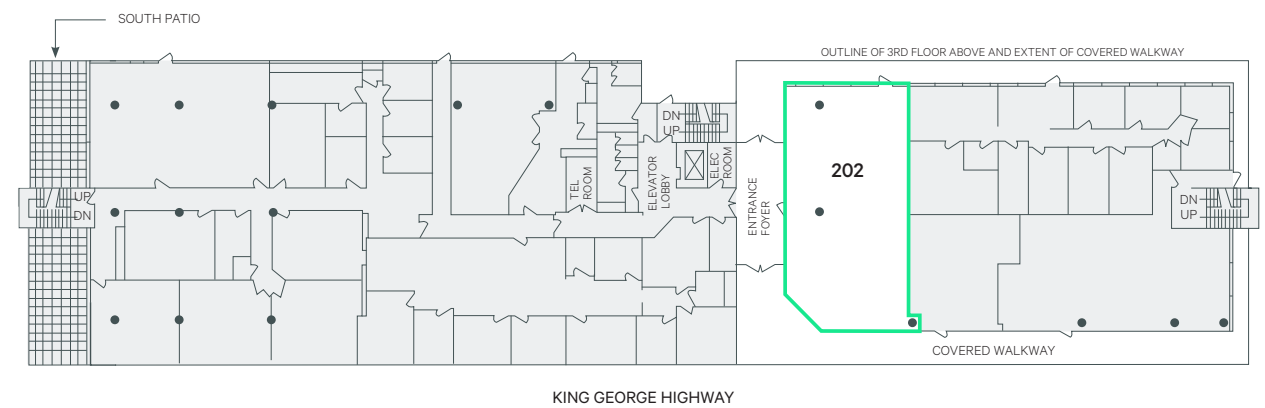 SOUTH PATIO
OUTLINE OF 3RD FLOOR ABOVE AND EXTENT OF COVERED WALKWAY
DN
UP
ELEC
ROOM
ELEVATOR
LOBBY
TEL
ROOM
202
ENTRANCE
FOYER
UP
DN
DN
UP
COVERED WALKWAY
KING GEORGE HIGHWAY